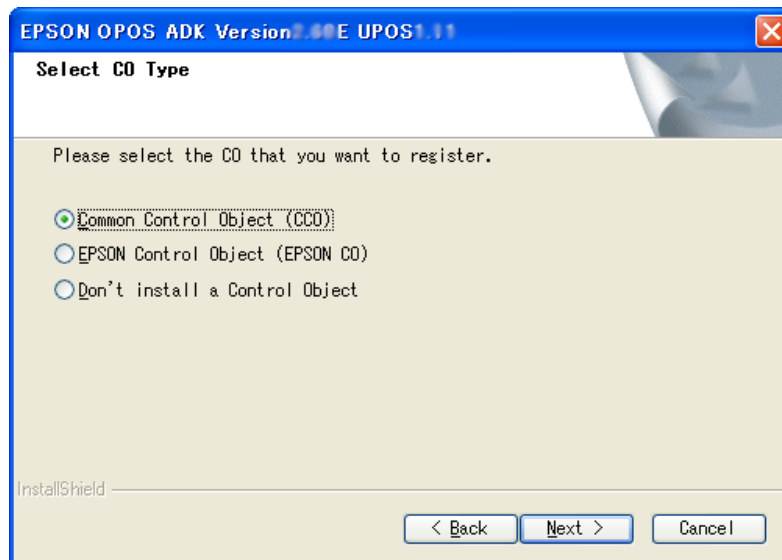 EPSON OPOS ADK Version E UPOS
Select CO Type
Please select the CO that you want to register.
Common Control Object (CCO)
EPSON Control Object (EPSON CO)
Don't install a Control Object
InstallShield
< Back
Next >
Cancel